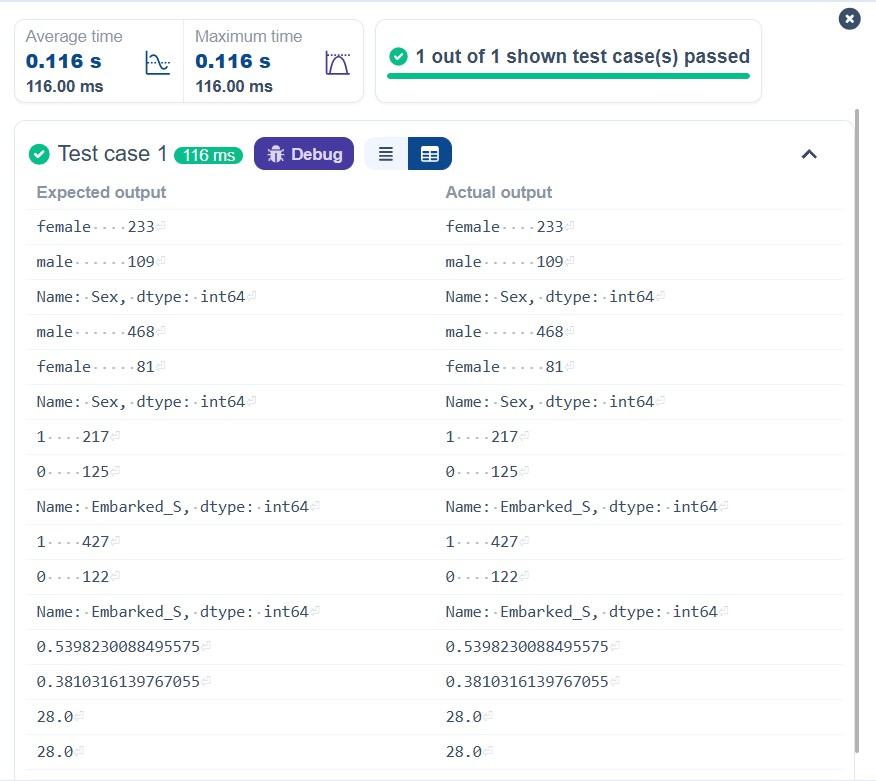 Average time
0.116 s
116.00 ms
Maximum time
0.116 s
116.00 ms
1 out of 1 shown test case(s) passed
Test case 1 116 ms Debug
Expected output Actual output
female····233⏎ female····233⏎
male······109⏎ male······109⏎
Name:·Sex,·dtype:·int64⏎ Name:·Sex,·dtype:·int64⏎
male······468⏎ male······468⏎
female·····81⏎ female·····81⏎
Name:·Sex,·dtype:·int64⏎ Name:·Sex,·dtype:·int64⏎
1····217⏎ 1····217⏎
0····125⏎ 0····125⏎
Name:·Embarked_S,·dtype:·int64⏎ Name:·Embarked_S,·dtype:·int64⏎
1····427⏎ 1····427⏎
0····122⏎ 0····122⏎
Name:·Embarked_S,·dtype:·int64⏎ Name:·Embarked_S,·dtype:·int64⏎
0.5398230088495575⏎ 0.5398230088495575⏎
0.3810316139767055⏎ 0.3810316139767055⏎
28.0⏎ 28.0⏎
28.0⏎ 28.0⏎